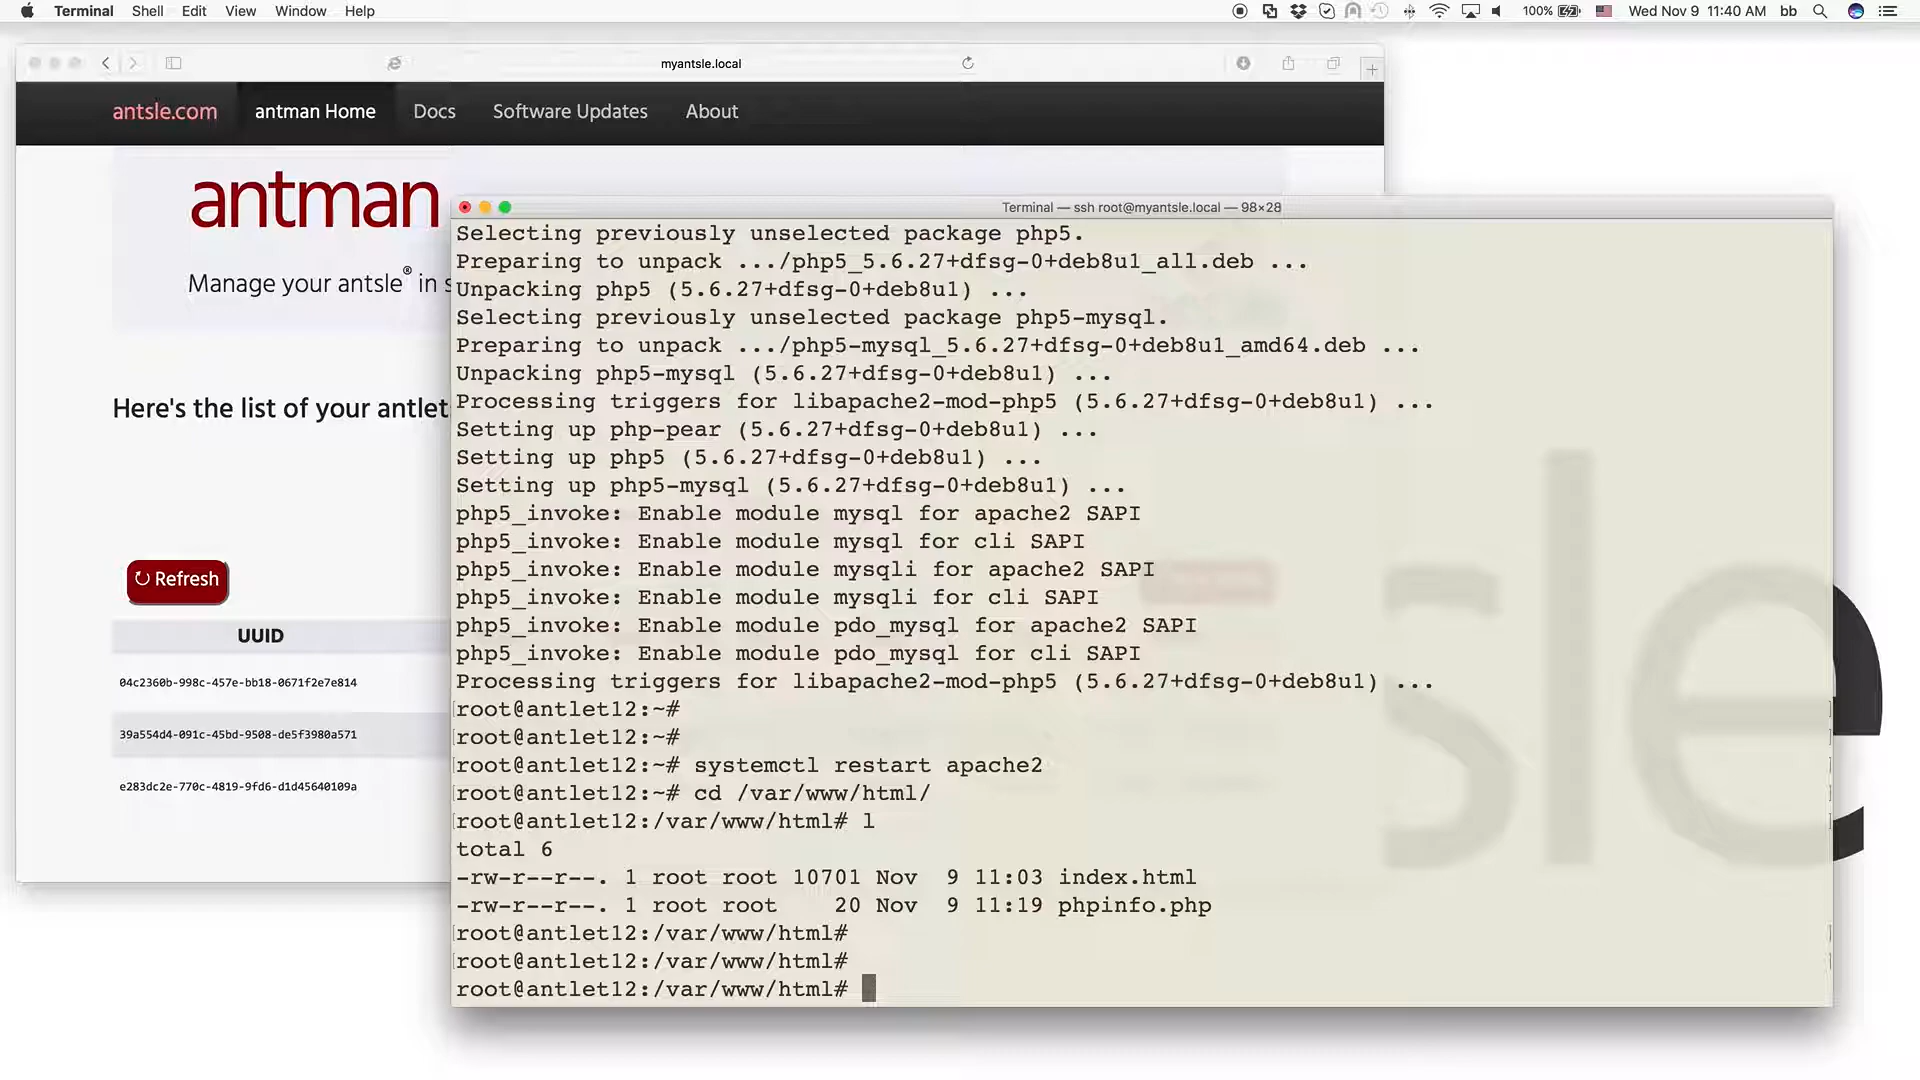 Terminal Shell Edit View Window Help 100% Wed Nov 9 11:40 AM bb
myantsle.local
antsle.com antman Home Docs Software Updates About
antman
Manage your antsle® in s
Here's the list of your antlet
Refresh
UUID
04c2360b-998c-457e-bb18-0671f2e7e814
39a554d4-091c-45bd-9508-de5f3980a571
e283dc2e-770c-4819-9fd6-d1d45640109a
Terminal — ssh root@myantsle.local — 98×28
Selecting previously unselected package php5.
Preparing to unpack .../php5_5.6.27+dfsg-0+deb8u1_all.deb ...
Unpacking php5 (5.6.27+dfsg-0+deb8u1) ...
Selecting previously unselected package php5-mysql.
Preparing to unpack .../php5-mysql_5.6.27+dfsg-0+deb8u1_amd64.deb ...
Unpacking php5-mysql (5.6.27+dfsg-0+deb8u1) ...
Processing triggers for libapache2-mod-php5 (5.6.27+dfsg-0+deb8u1) ...
Setting up php-pear (5.6.27+dfsg-0+deb8u1) ...
Setting up php5 (5.6.27+dfsg-0+deb8u1) ...
Setting up php5-mysql (5.6.27+dfsg-0+deb8u1) ...
php5_invoke: Enable module mysql for apache2 SAPI
php5_invoke: Enable module mysql for cli SAPI
php5_invoke: Enable module mysqli for apache2 SAPI
php5_invoke: Enable module mysqli for cli SAPI
php5_invoke: Enable module pdo_mysql for apache2 SAPI
php5_invoke: Enable module pdo_mysql for cli SAPI
Processing triggers for libapache2-mod-php5 (5.6.27+dfsg-0+deb8u1) ...
root@antlet12:~#
root@antlet12:~#
root@antlet12:~# systemctl restart apache2
root@antlet12:~# cd /var/www/html/
root@antlet12:/var/www/html# l
total 6
-rw-r--r--. 1 root root 10701 Nov  9 11:03 index.html
-rw-r--r--. 1 root root    20 Nov  9 11:19 phpinfo.php
root@antlet12:/var/www/html#
root@antlet12:/var/www/html#
root@antlet12:/var/www/html#
sle